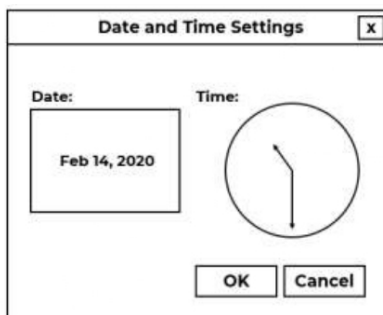 Date and Time Settings
X
Date:
Time:
Feb 14, 2020
OK
Cancel